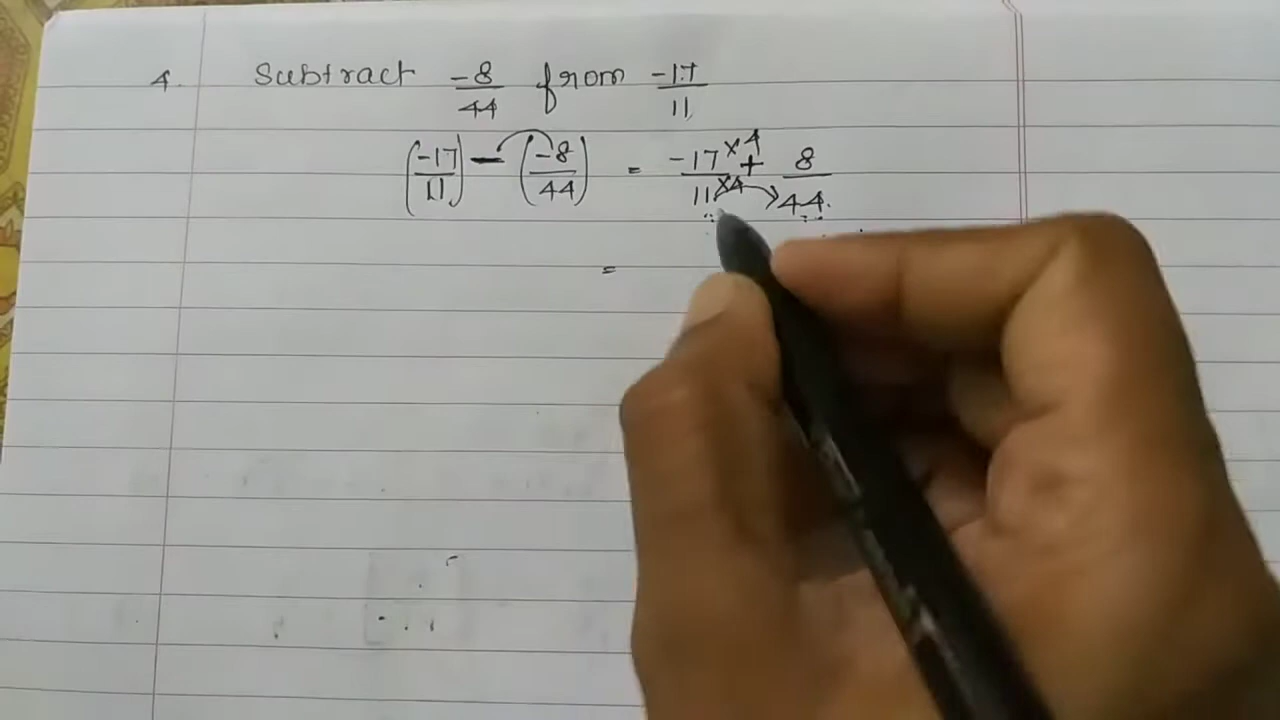 4. Subtract -8/44 from -17/11
(-17/11) - (-8/44) = -17×4/11×4 + 8/44
=